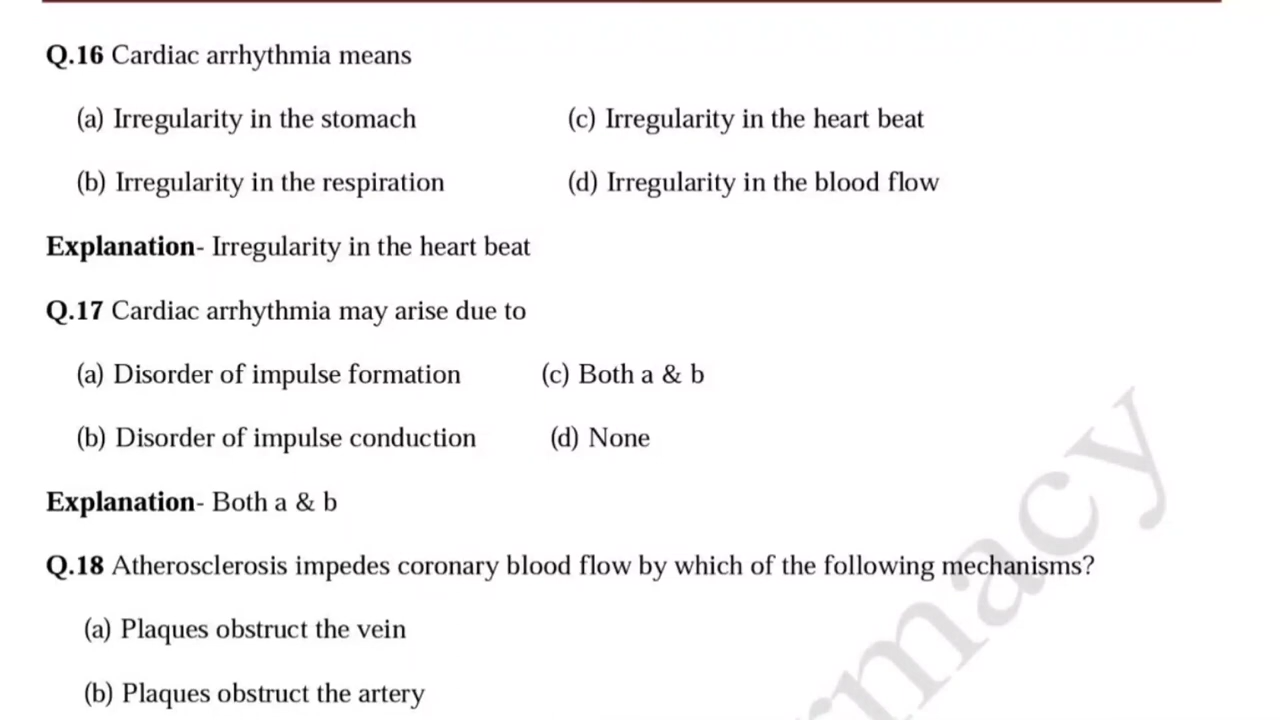 Q.16 Cardiac arrhythmia means
(a) Irregularity in the stomach (c) Irregularity in the heart beat
(b) Irregularity in the respiration (d) Irregularity in the blood flow
Explanation- Irregularity in the heart beat
Q.17 Cardiac arrhythmia may arise due to
(a) Disorder of impulse formation (c) Both a & b
(b) Disorder of impulse conduction (d) None
Explanation- Both a & b
Q.18 Atherosclerosis impedes coronary blood flow by which of the following mechanisms?
(a) Plaques obstruct the vein
(b) Plaques obstruct the artery